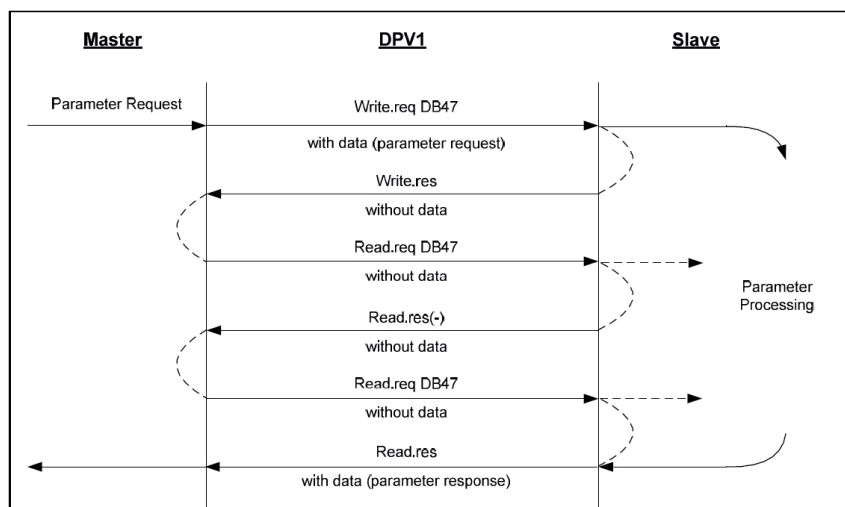 Master DPV1 Slave
Parameter Request
Write.req DB47
with data (parameter request)
Write.res
without data
Read.req DB47
without data
Parameter
Processing
Read.res(-)
without data
Read.req DB47
without data
Read.res
with data (parameter response)